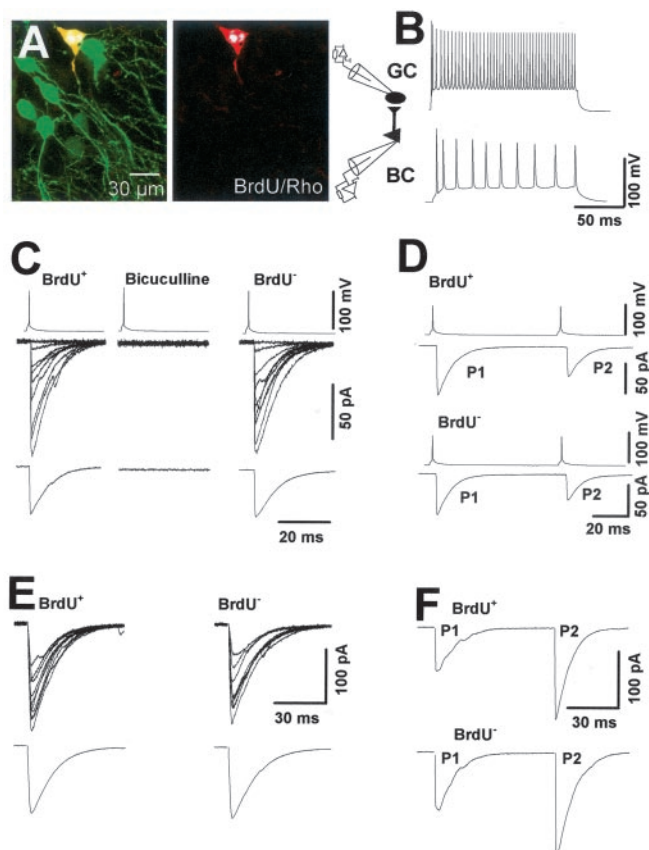 A
30 µm
BrdU/Rho
GC
BC
B
100 mV
50 ms
C
BrdU⁺
Bicuculline
BrdU⁻
100 mV
50 pA
20 ms
D
BrdU⁺
100 mV
P1
P2
50 pA
BrdU⁻
100 mV
P1
P2
50 pA
20 ms
E
BrdU⁺
BrdU⁻
100 pA
30 ms
F
BrdU⁺
P1
P2
100 pA
30 ms
BrdU⁻
P1
P2